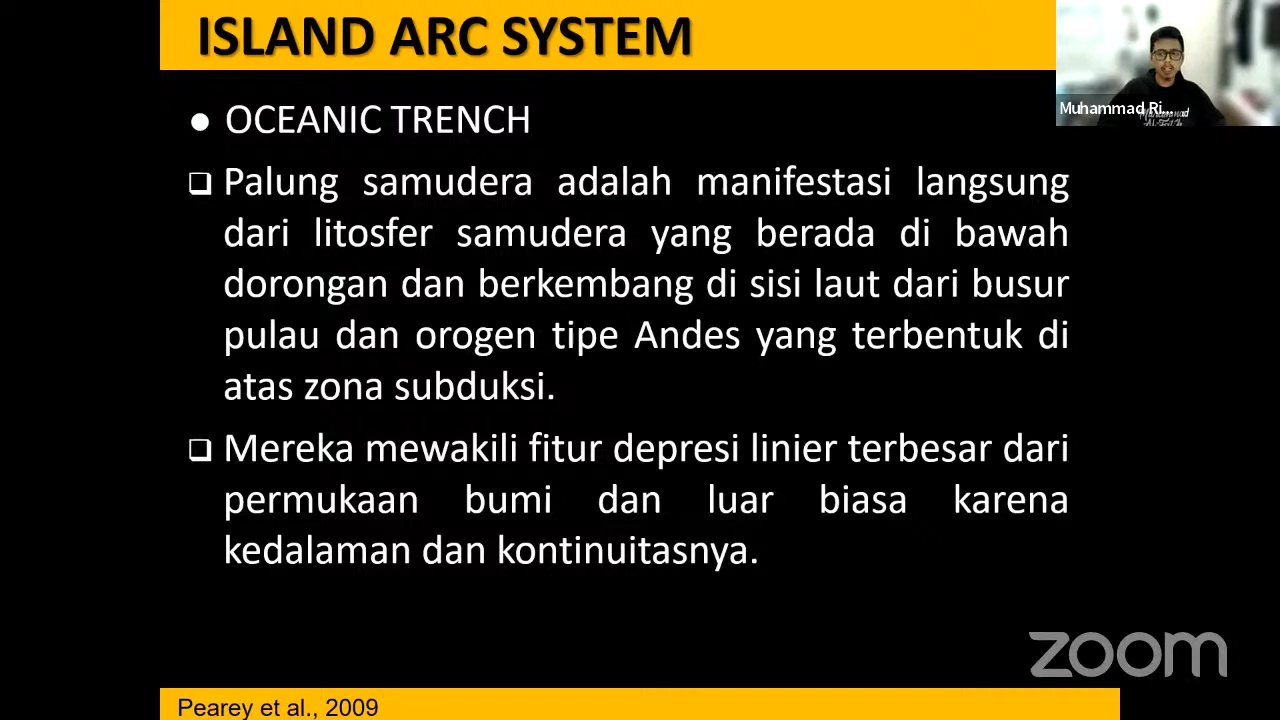 ISLAND ARC SYSTEM
Muhammad Ri...
● OCEANIC TRENCH
❑ Palung samudera adalah manifestasi langsung
dari litosfer samudera yang berada di bawah
dorongan dan berkembang di sisi laut dari busur
pulau dan orogen tipe Andes yang terbentuk di
atas zona subduksi.
❑ Mereka mewakili fitur depresi linier terbesar dari
permukaan bumi dan luar biasa karena
kedalaman dan kontinuitasnya.
zoom
Pearey et al., 2009